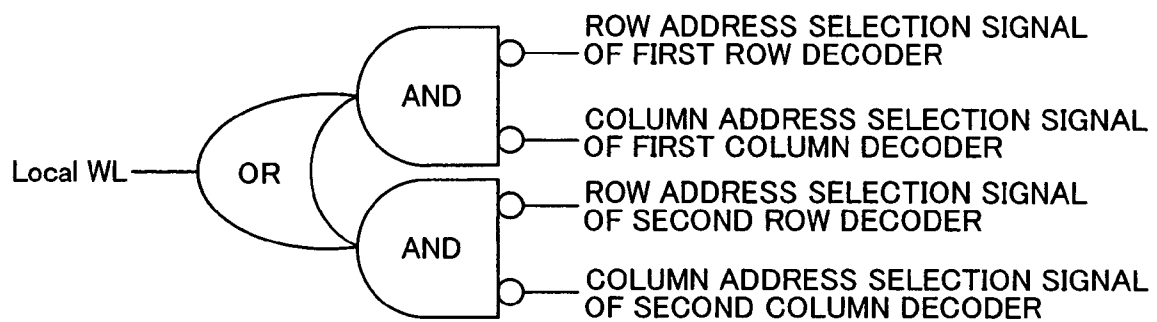 ROW ADDRESS SELECTION SIGNAL
OF FIRST ROW DECODER
AND
COLUMN ADDRESS SELECTION SIGNAL
OF FIRST COLUMN DECODER
Local WL
OR
ROW ADDRESS SELECTION SIGNAL
OF SECOND ROW DECODER
AND
COLUMN ADDRESS SELECTION SIGNAL
OF SECOND COLUMN DECODER